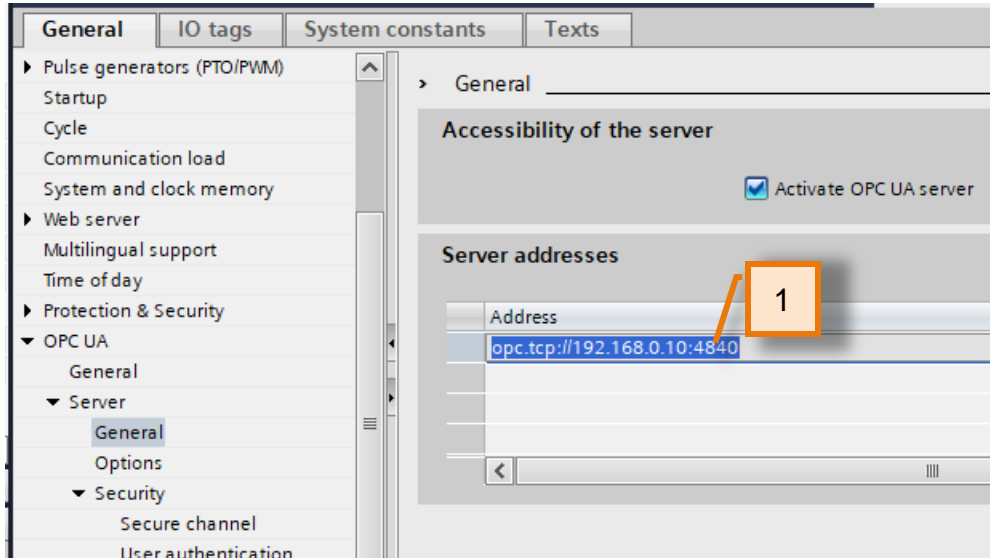 General IO tags System constants Texts
Pulse generators (PTO/PWM)
Startup
Cycle
Communication load
System and clock memory
Web server
Multilingual support
Time of day
Protection & Security
OPC UA
General
Server
General
Options
Security
Secure channel
User authentication
General
Accessibility of the server
Activate OPC UA server
Server addresses
1
Address
opc.tcp://192.168.0.10:4840